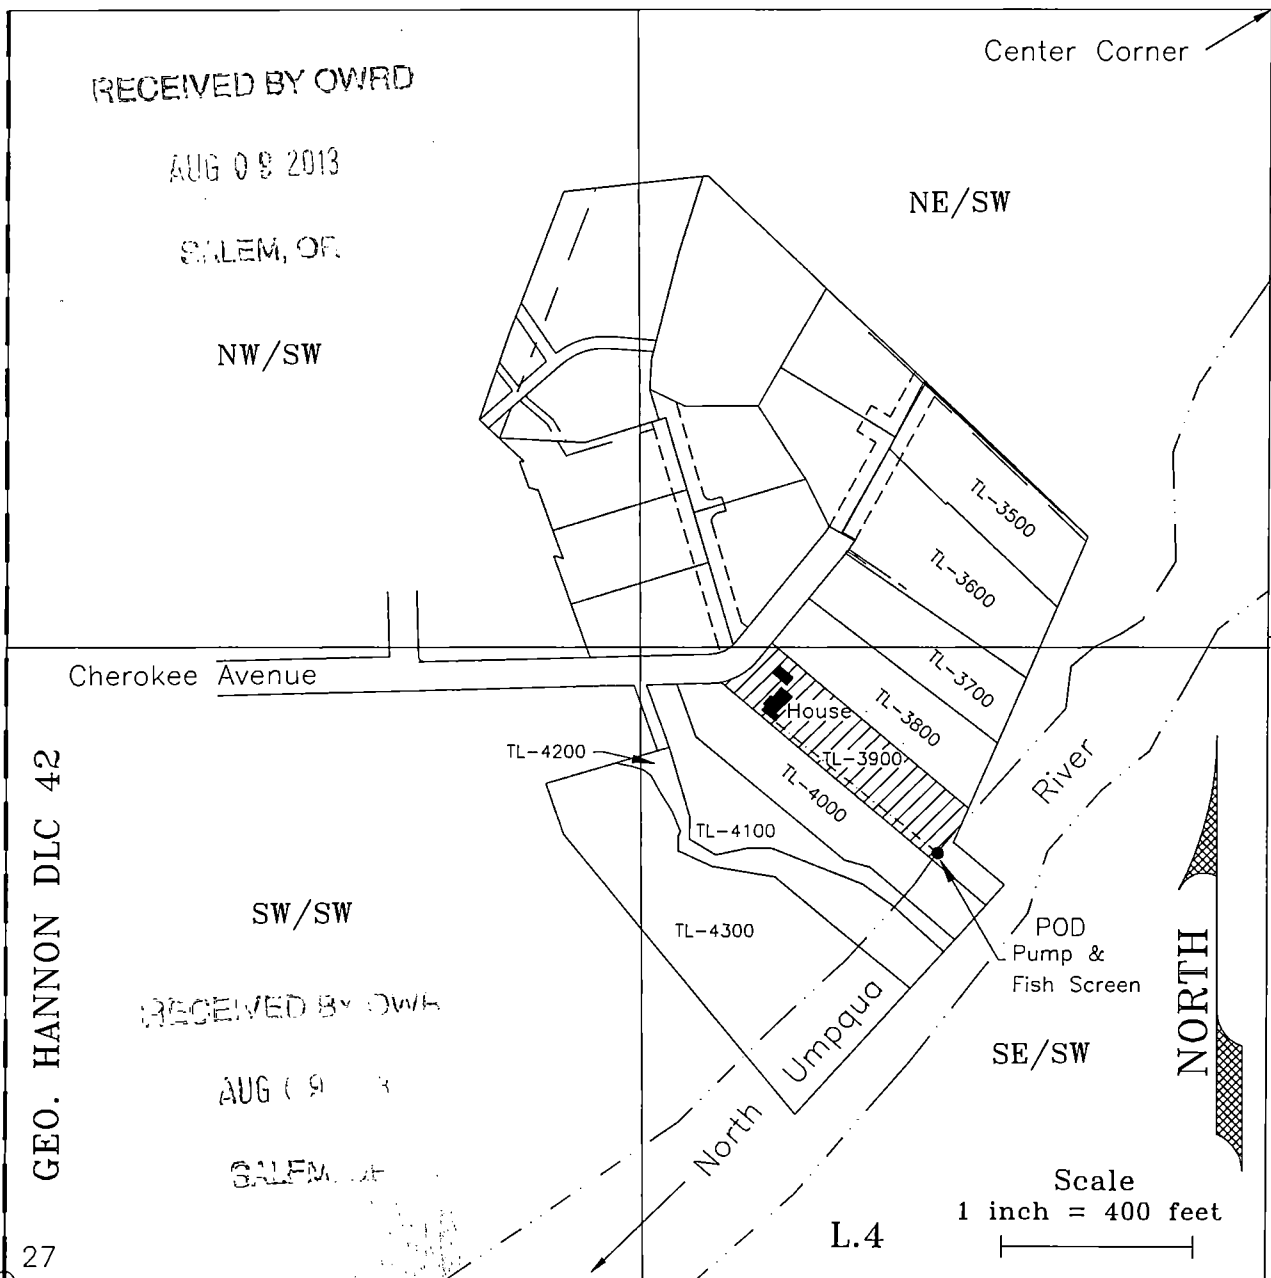 Center Corner
RECEIVED BY OWRD
AUG 09 2013
SALEM, OR
NE/SW
NW/SW
TL-3500
TL-3600
TL-3700
TL-3800
TL-3900
TL-4000
Cherokee Avenue
House
TL-4200
TL-4100
TL-4300
River
GEO. HANNON DLC 42
SW/SW
POD
Pump &
Fish Screen
SE/SW
NORTH
Umpqua
North
RECEIVED BY
AUG
SALEM,
Scale
1 inch = 400 feet
L.4
27